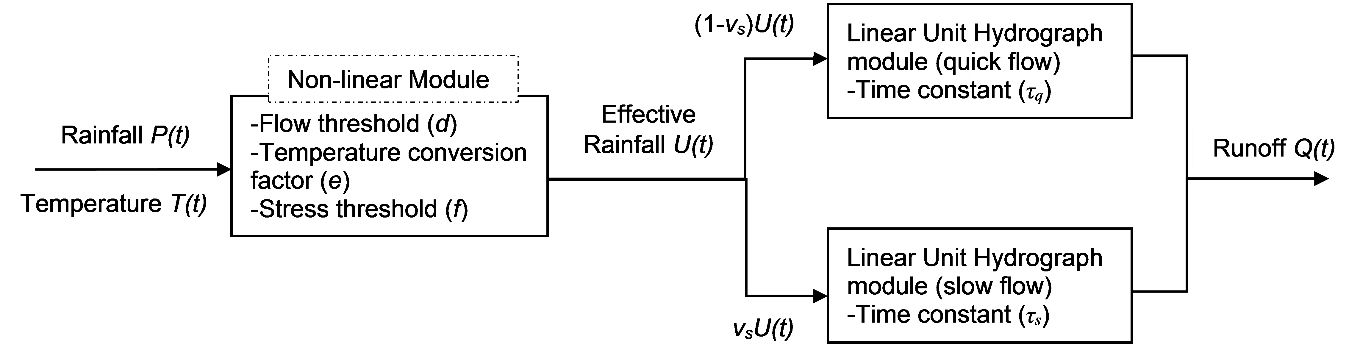 Rainfall P(t)
Temperature T(t)
Non-linear Module
-Flow threshold (d)
-Temperature conversion
factor (e)
-Stress threshold (f)
Effective
Rainfall U(t)
(1-vₛ)U(t)
Linear Unit Hydrograph
module (quick flow)
-Time constant (τq)
vₛU(t)
Linear Unit Hydrograph
module (slow flow)
-Time constant (τₛ)
Runoff Q(t)